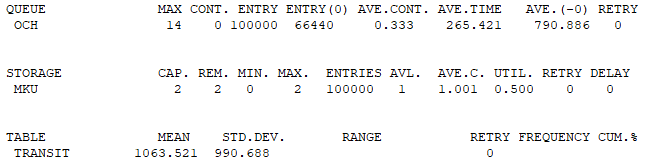 QUEUE MAX CONT. ENTRY ENTRY(0) AVE.CONT. AVE.TIME AVE.(-0) RETRY
OCH 14 0 100000 66440 0.333 265.421 790.886 0
STORAGE CAP. REM. MIN. MAX. ENTRIES AVL. AVE.C. UTIL. RETRY DELAY
MKU 2 2 0 2 100000 1 1.001 0.500 0 0
TABLE MEAN STD.DEV. RANGE RETRY FREQUENCY CUM.%
TRANSIT 1063.521 990.688 0